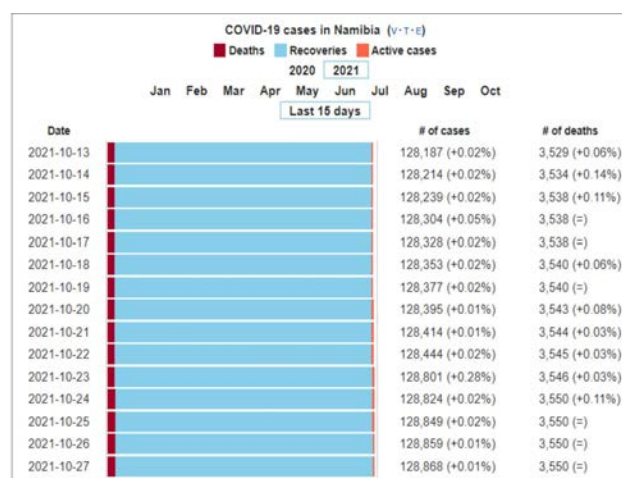 COVID-19 cases in Namibia (V·T·E)
Deaths Recoveries Active cases
2020 2021
Jan Feb Mar Apr May Jun Jul Aug Sep Oct
Last 15 days
Date # of cases # of deaths
2021-10-13 128,187 (+0.02%) 3,529 (+0.06%)
2021-10-14 128,214 (+0.02%) 3,534 (+0.14%)
2021-10-15 128,239 (+0.02%) 3,538 (+0.11%)
2021-10-16 128,304 (+0.05%) 3,538 (=)
2021-10-17 128,328 (+0.02%) 3,538 (=)
2021-10-18 128,353 (+0.02%) 3,540 (+0.06%)
2021-10-19 128,377 (+0.02%) 3,540 (=)
2021-10-20 128,395 (+0.01%) 3,543 (+0.08%)
2021-10-21 128,414 (+0.01%) 3,544 (+0.03%)
2021-10-22 128,444 (+0.02%) 3,545 (+0.03%)
2021-10-23 128,801 (+0.28%) 3,546 (+0.03%)
2021-10-24 128,824 (+0.02%) 3,550 (+0.11%)
2021-10-25 128,849 (+0.02%) 3,550 (=)
2021-10-26 128,859 (+0.01%) 3,550 (=)
2021-10-27 128,868 (+0.01%) 3,550 (=)